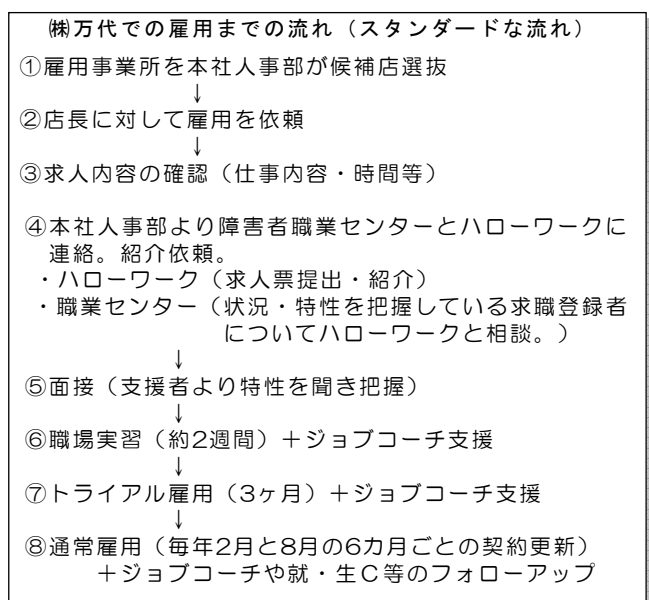 ㈱万代での雇用までの流れ（スタンダードな流れ）
①雇用事業所を本社人事部が候補店選抜
↓
②店長に対して雇用を依頼
↓
③求人内容の確認（仕事内容・時間等）
④本社人事部より障害者職業センターとハローワークに
連絡。紹介依頼。
・ハローワーク（求人票提出・紹介）
・職業センター（状況・特性を把握している求職登録者
についてハローワークと相談。）
↓
⑤面接（支援者より特性を聞き把握）
↓
⑥職場実習（約2週間）＋ジョブコーチ支援
↓
⑦トライアル雇用（3ヶ月）＋ジョブコーチ支援
↓
⑧通常雇用（毎年2月と8月の6カ月ごとの契約更新）
＋ジョブコーチや就・生C等のフォローアップ